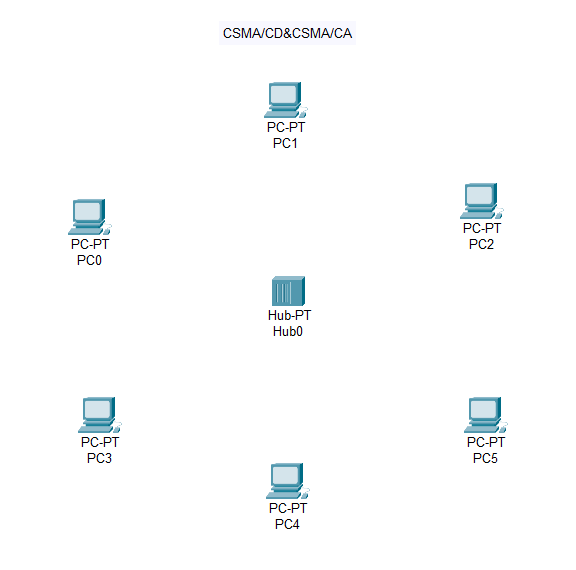 CSMA/CD&CSMA/CA
PC-PT
PC1
PC-PT
PC0
PC-PT
PC2
Hub-PT
Hub0
PC-PT
PC3
PC-PT
PC5
PC-PT
PC4